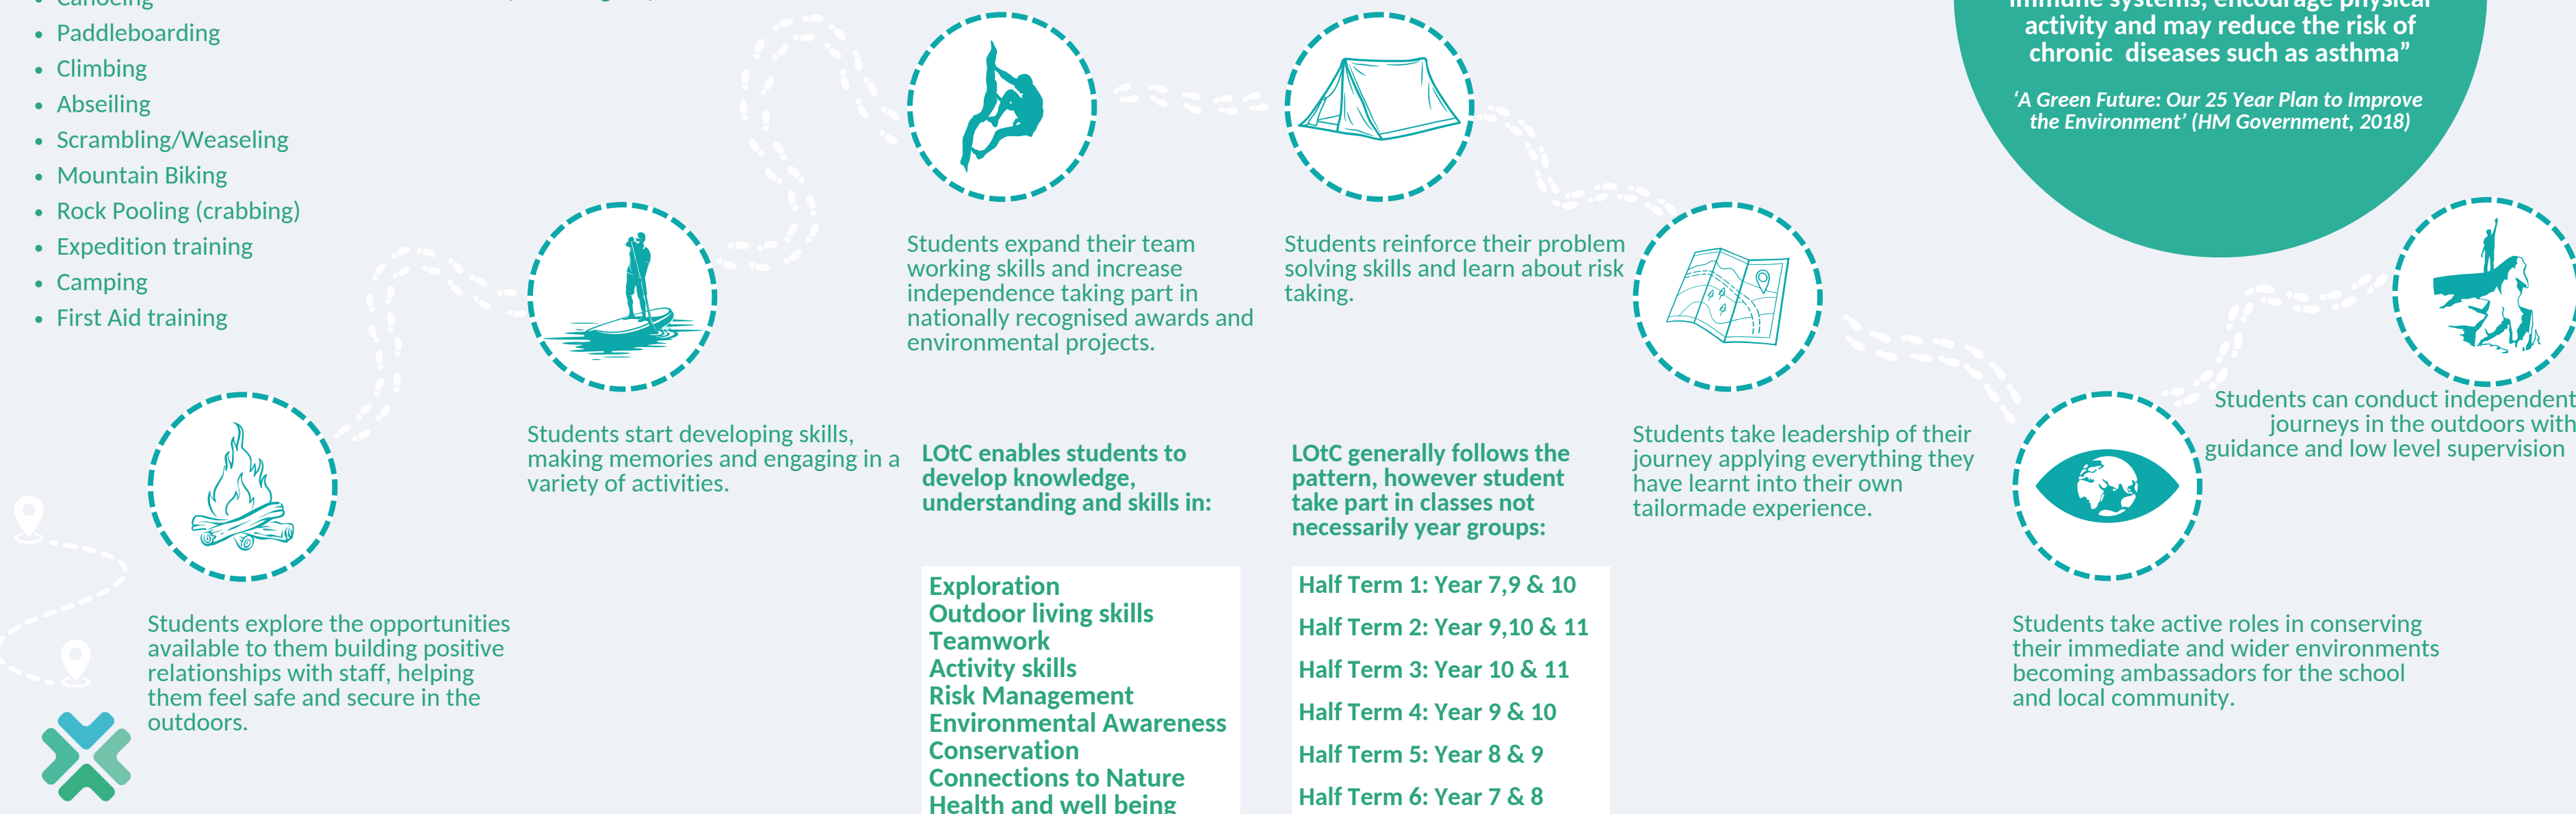 Canoeing
Paddleboarding
Climbing
Abseiling
Scrambling/Weaseling
Mountain Biking
Rock Pooling (crabbing)
Expedition training
Camping
First Aid training
immune systems, encourage physical
activity and may reduce the risk of
chronic diseases such as asthma”
‘A Green Future: Our 25 Year Plan to Improve
the Environment’ (HM Government, 2018)
Students explore the opportunities
available to them building positive
relationships with staff, helping
them feel safe and secure in the
outdoors.
Students start developing skills,
making memories and engaging in a
variety of activities.
Students expand their team
working skills and increase
independence taking part in
nationally recognised awards and
environmental projects.
Students reinforce their problem
solving skills and learn about risk
taking.
Students take leadership of their
journey applying everything they
have learnt into their own
tailormade experience.
Students take active roles in conserving
their immediate and wider environments
becoming ambassadors for the school
and local community.
Students can conduct independent
journeys in the outdoors with
guidance and low level supervision
LOtC enables students to
develop knowledge,
understanding and skills in:
Exploration
Outdoor living skills
Teamwork
Activity skills
Risk Management
Environmental Awareness
Conservation
Connections to Nature
Health and well being
LOtC generally follows the
pattern, however student
take part in classes not
necessarily year groups:
Half Term 1: Year 7,9 & 10
Half Term 2: Year 9,10 & 11
Half Term 3: Year 10 & 11
Half Term 4: Year 9 & 10
Half Term 5: Year 8 & 9
Half Term 6: Year 7 & 8